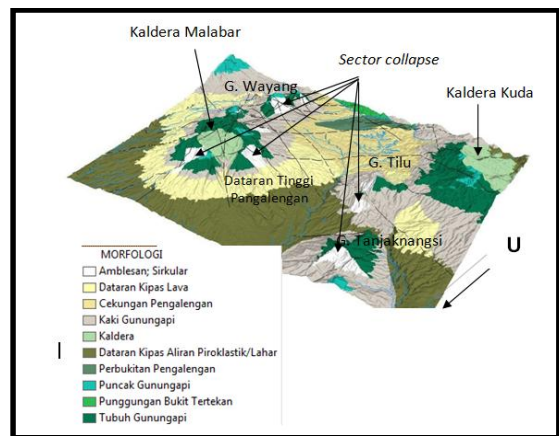 Kaldera Malabar
Sector collapse
G. Wayang
Kaldera Kuda
G. Tilu
Dataran Tinggi
Pangalengan
G. Tanjaknangsi
U
MORFOLOGI
Amblesan; Sirkular
Dataran Kipas Lava
Cekungan Pengalengan
Kaki Gunungapi
Kaldera
Dataran Kipas Aliran Piroklastik/Lahar
Perbukitan Pengalengan
Puncak Gunungapi
Punggungan Bukit Tertekan
Tubuh Gunungapi